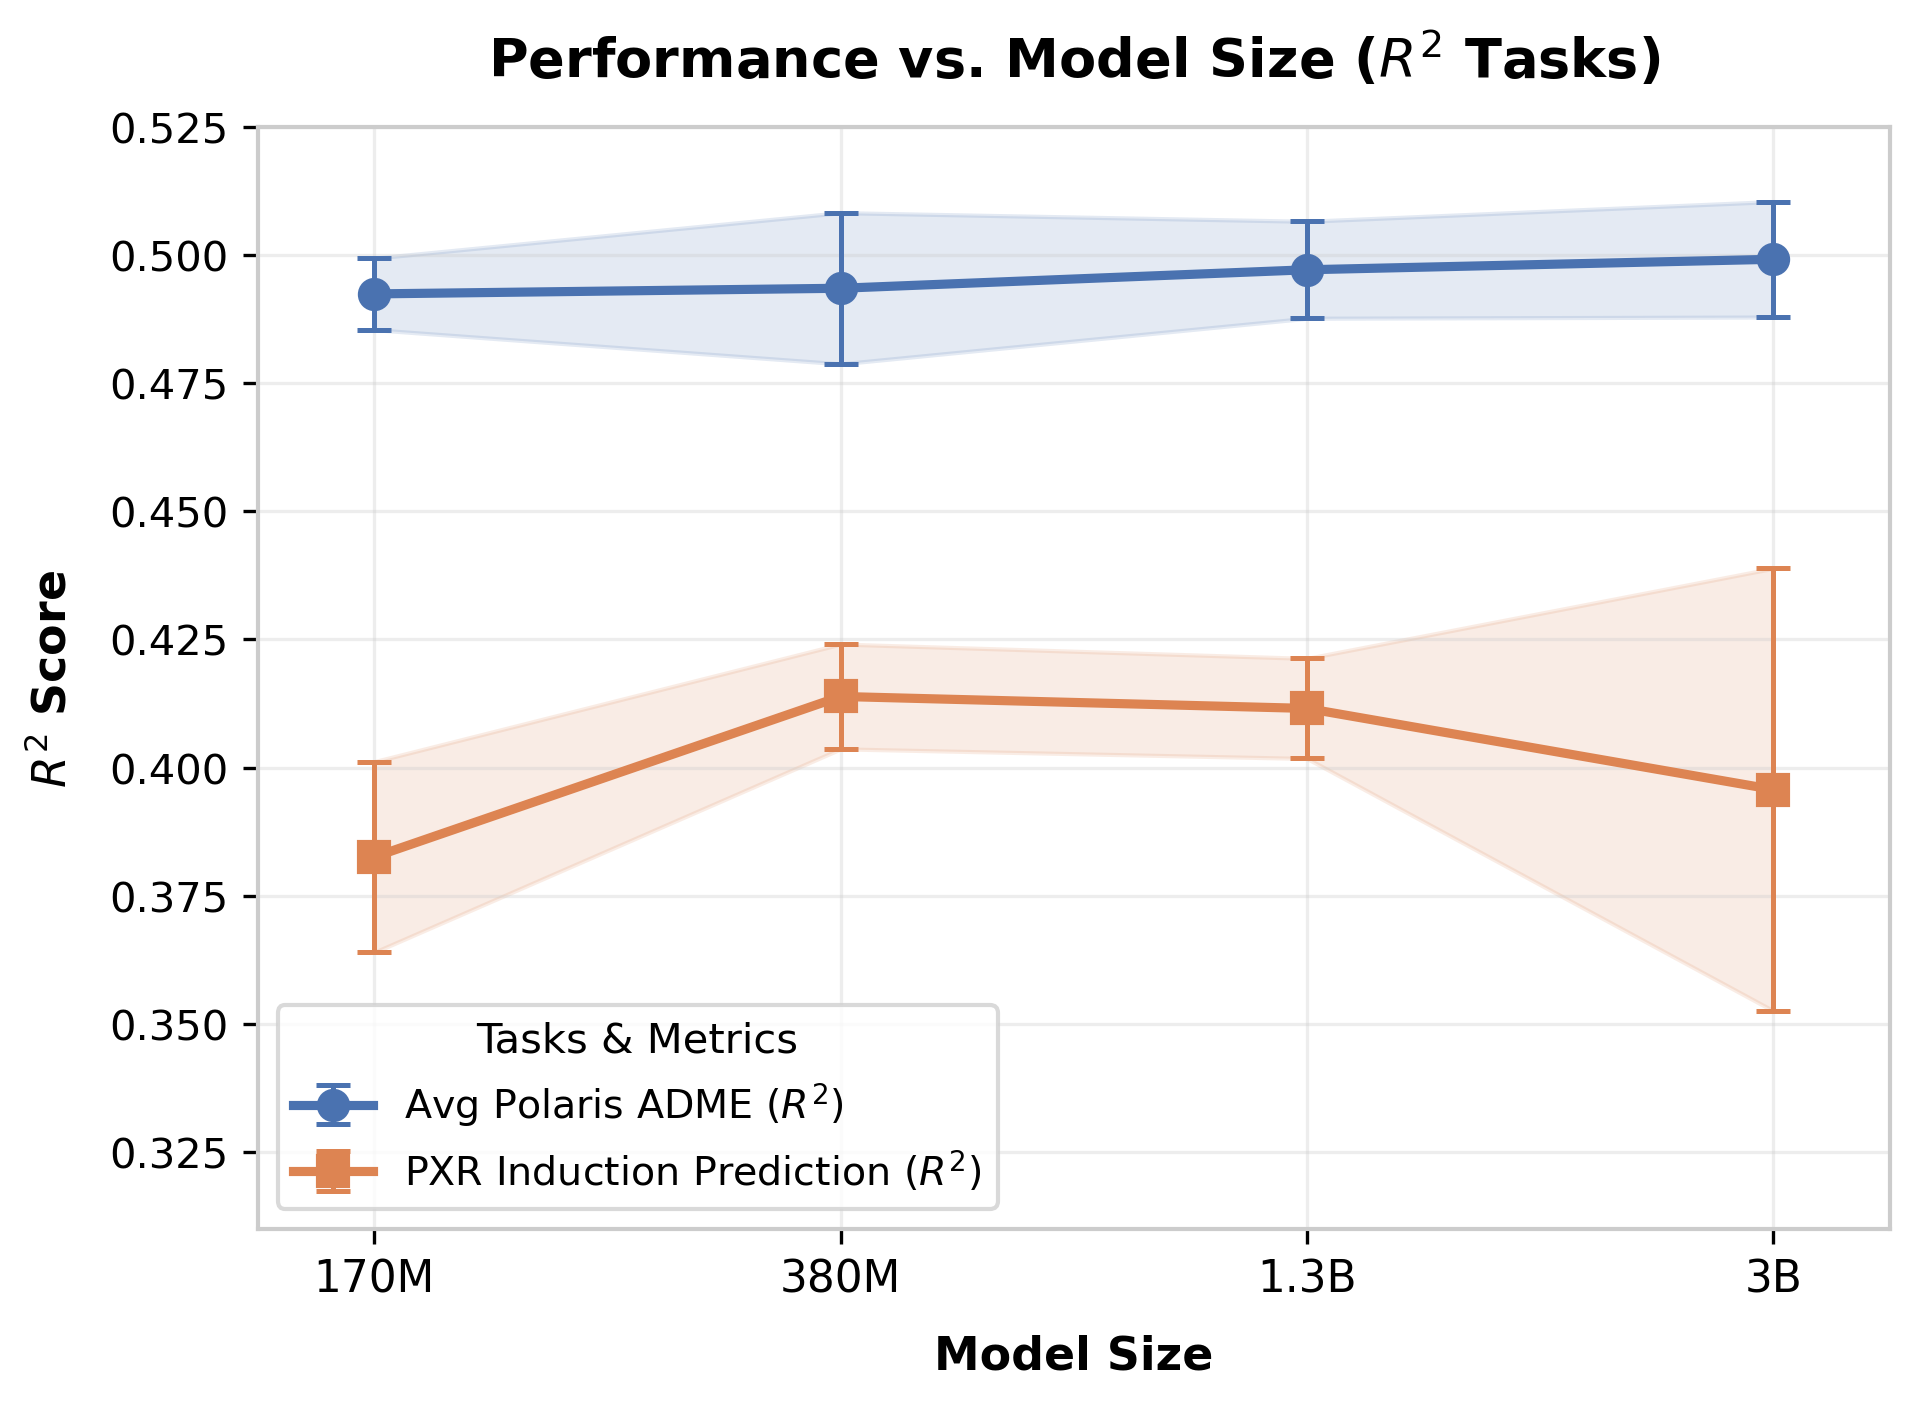 Performance vs. Model Size (R² Tasks)
0.525
0.500
0.475
0.450
0.425
0.400
0.375
0.350
0.325
R² Score
Tasks & Metrics
Avg Polaris ADME (R²)
PXR Induction Prediction (R²)
170M 380M 1.3B 3B
Model Size